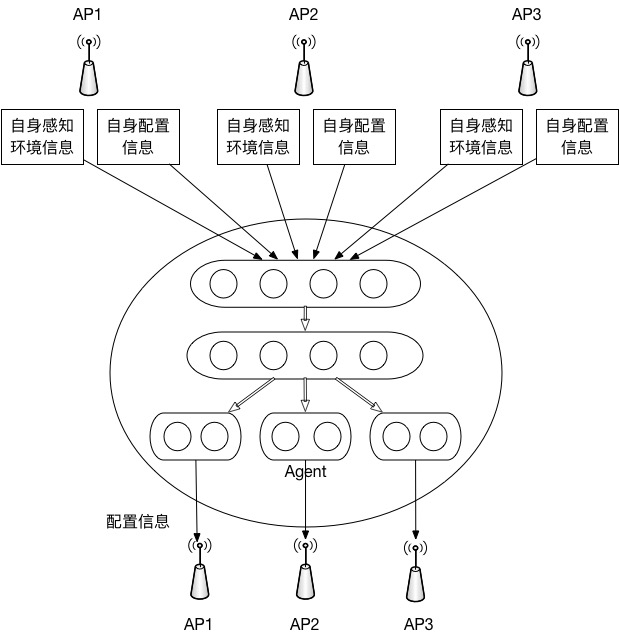 AP1
AP2
AP3
自身感知
环境信息
自身配置
信息
自身感知
环境信息
自身配置
信息
自身感知
环境信息
自身配置
信息
Agent
配置信息
AP1
AP2
AP3